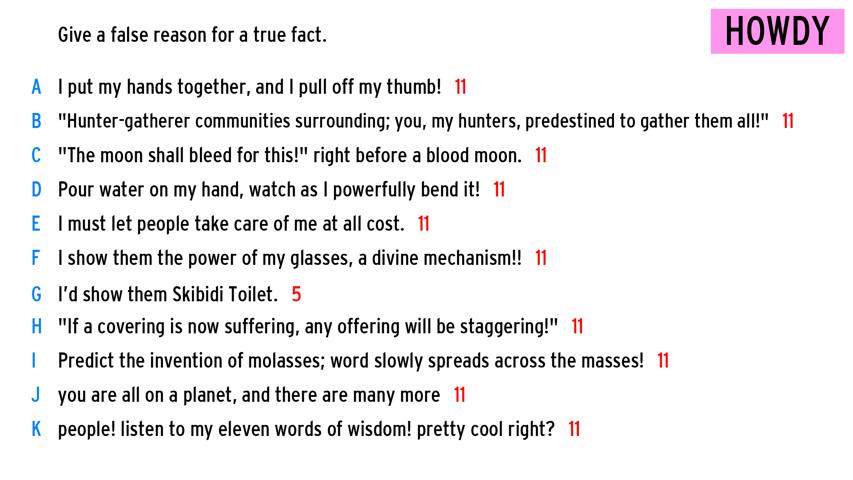 Give a false reason for a true fact.
HOWDY
A I put my hands together, and I pull off my thumb! 11
B "Hunter-gatherer communities surrounding; you, my hunters, predestined to gather them all!" 11
C "The moon shall bleed for this!" right before a blood moon. 11
D Pour water on my hand, watch as I powerfully bend it! 11
E I must let people take care of me at all cost. 11
F I show them the power of my glasses, a divine mechanism!! 11
G I'd show them Skibidi Toilet. 5
H "If a covering is now suffering, any offering will be staggering!" 11
I Predict the invention of molasses; word slowly spreads across the masses! 11
J you are all on a planet, and there are many more 11
K people! listen to my eleven words of wisdom! pretty cool right? 11